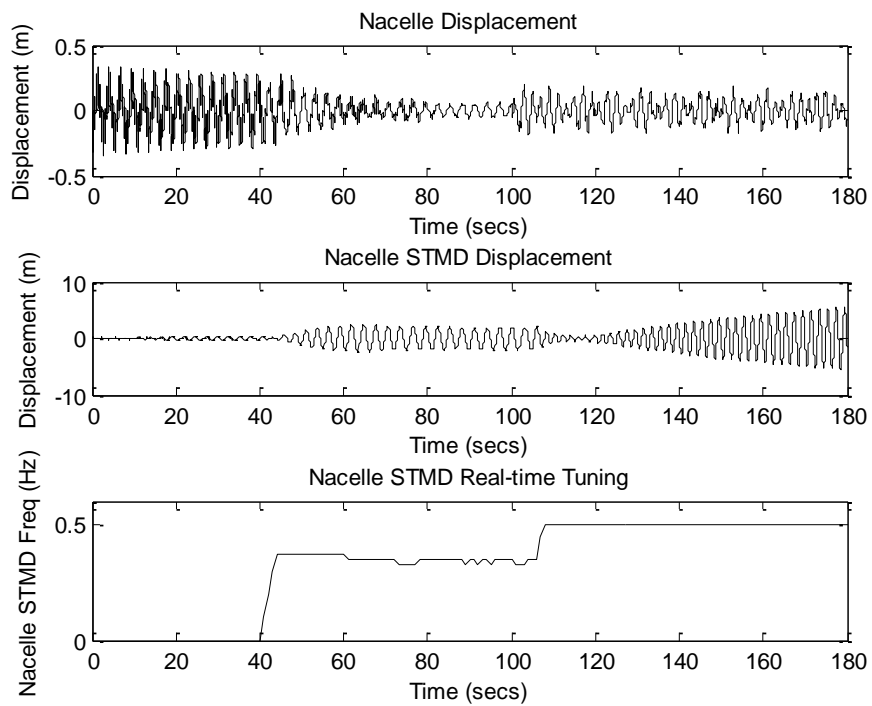 Nacelle Displacement
Displacement (m)
0.5
0
-0.5
0 20 40 60 80 100 120 140 160 180
Time (secs)
Nacelle STMD Displacement
Displacement (m)
10
0
-10
0 20 40 60 80 100 120 140 160 180
Time (secs)
Nacelle STMD Real-time Tuning
Nacelle STMD Freq (Hz)
0.5
0
0 20 40 60 80 100 120 140 160 180
Time (secs)